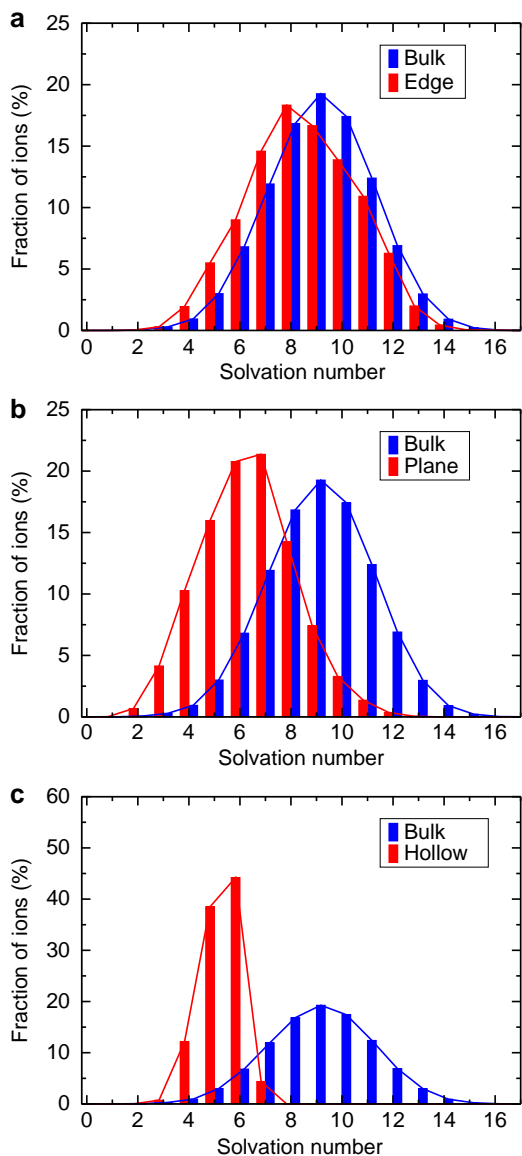 a
25
20
15
10
5
0
Fraction of ions (%)
Bulk
Edge
0 2 4 6 8 10 12 14 16
Solvation number
b
25
20
15
10
5
0
Fraction of ions (%)
Bulk
Plane
0 2 4 6 8 10 12 14 16
Solvation number
c
60
50
40
30
20
10
0
Fraction of ions (%)
Bulk
Hollow
0 2 4 6 8 10 12 14 16
Solvation number